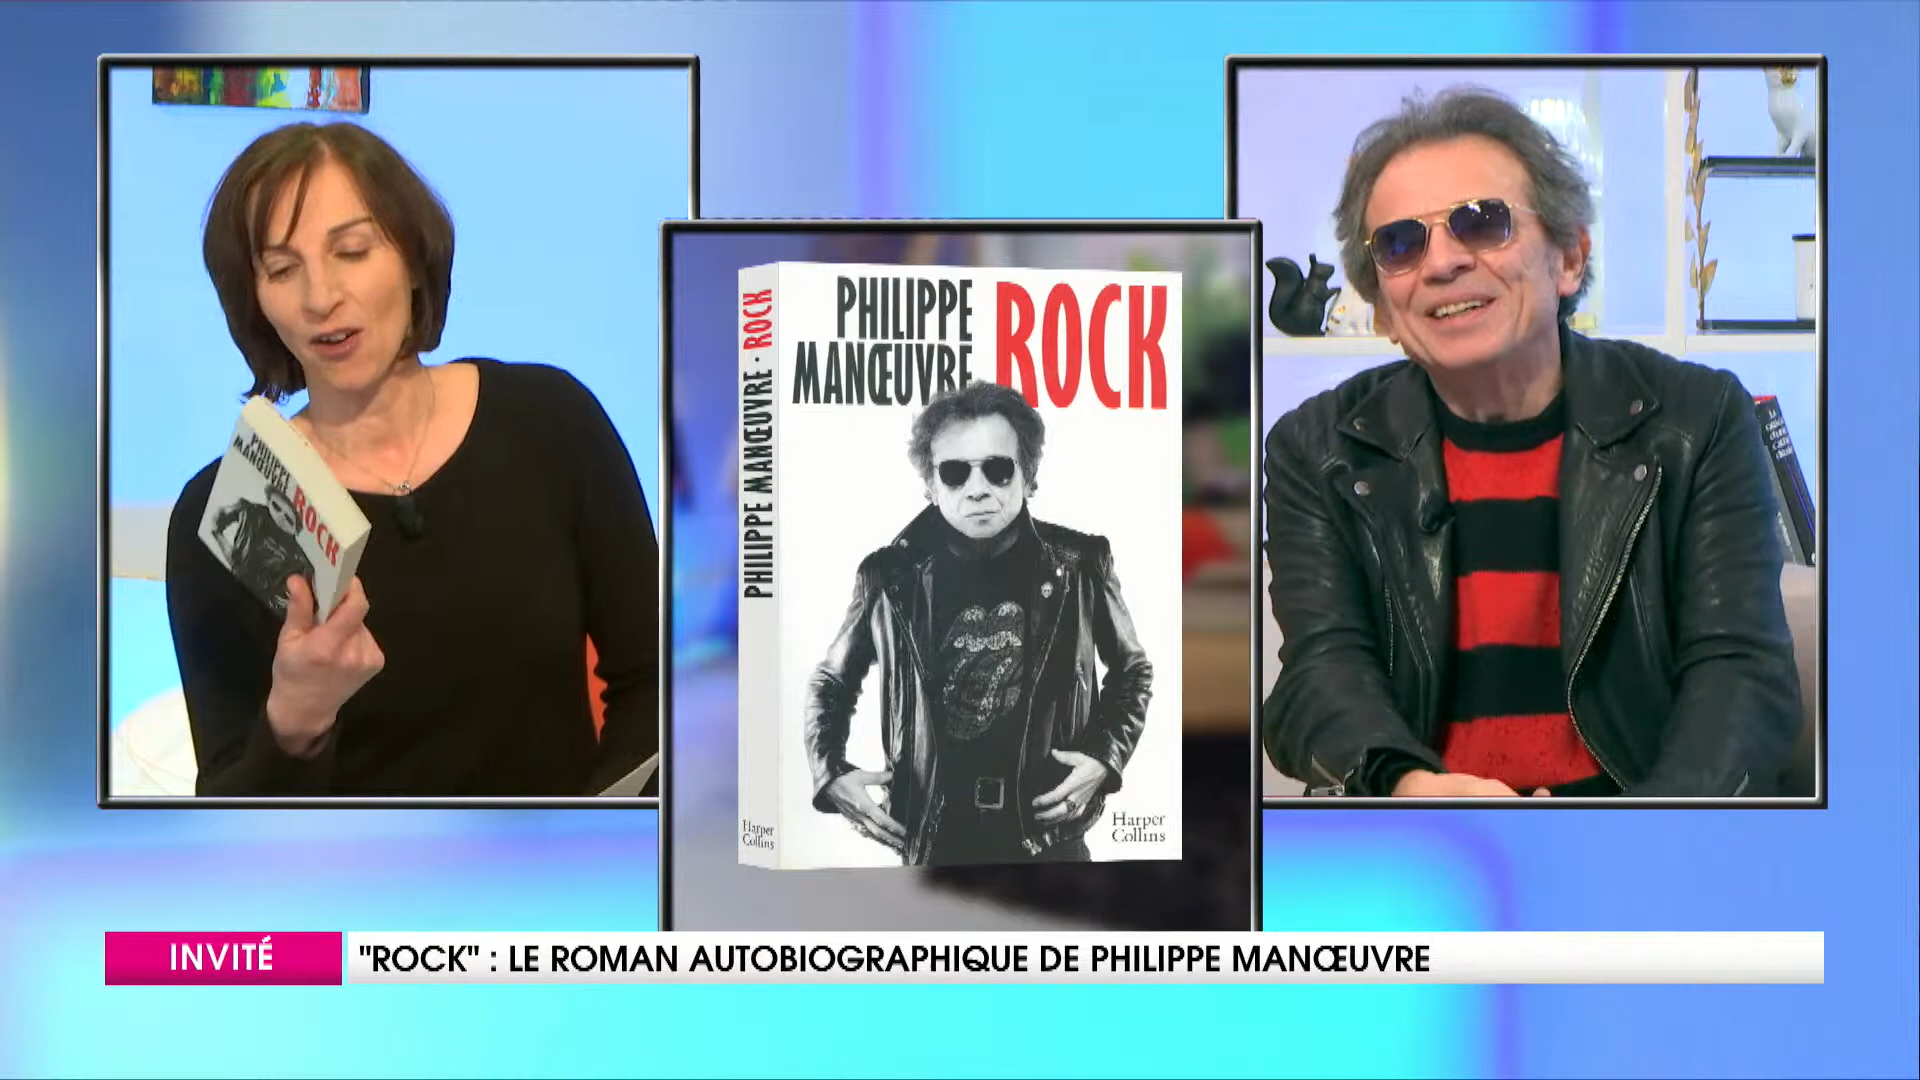 PHILIPPE
MANŒUVRE
ROCK
PHILIPPE MANŒUVRE · ROCK
Harper
Collins
PHILIPPE
MANŒUVRE
ROCK
Harper
Collins
INVITÉ
"ROCK" : LE ROMAN AUTOBIOGRAPHIQUE DE PHILIPPE MANŒUVRE